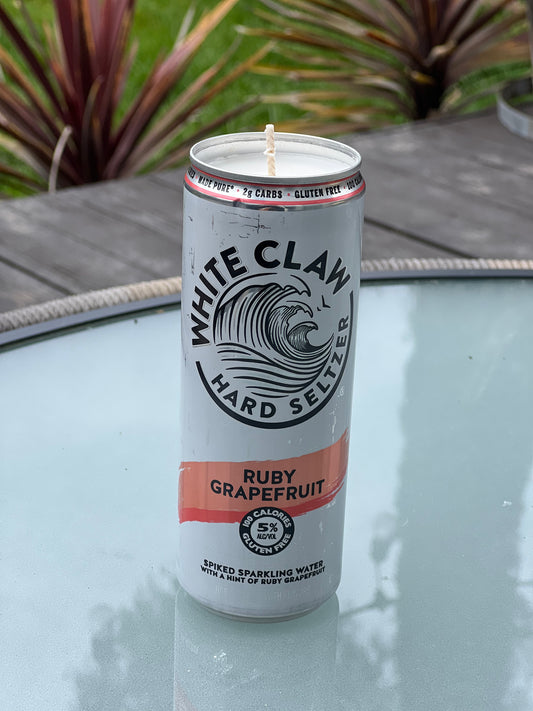 MADE PURE® • 2g CARBS • GLUTEN FREE • 100
WHITE CLAW
HARD SELTZER
RUBY
GRAPEFRUIT
100 CALORIES
5%
ALC/VOL
GLUTEN FREE
SPIKED SPARKLING WATER
WITH A HINT OF RUBY GRAPEFRUIT